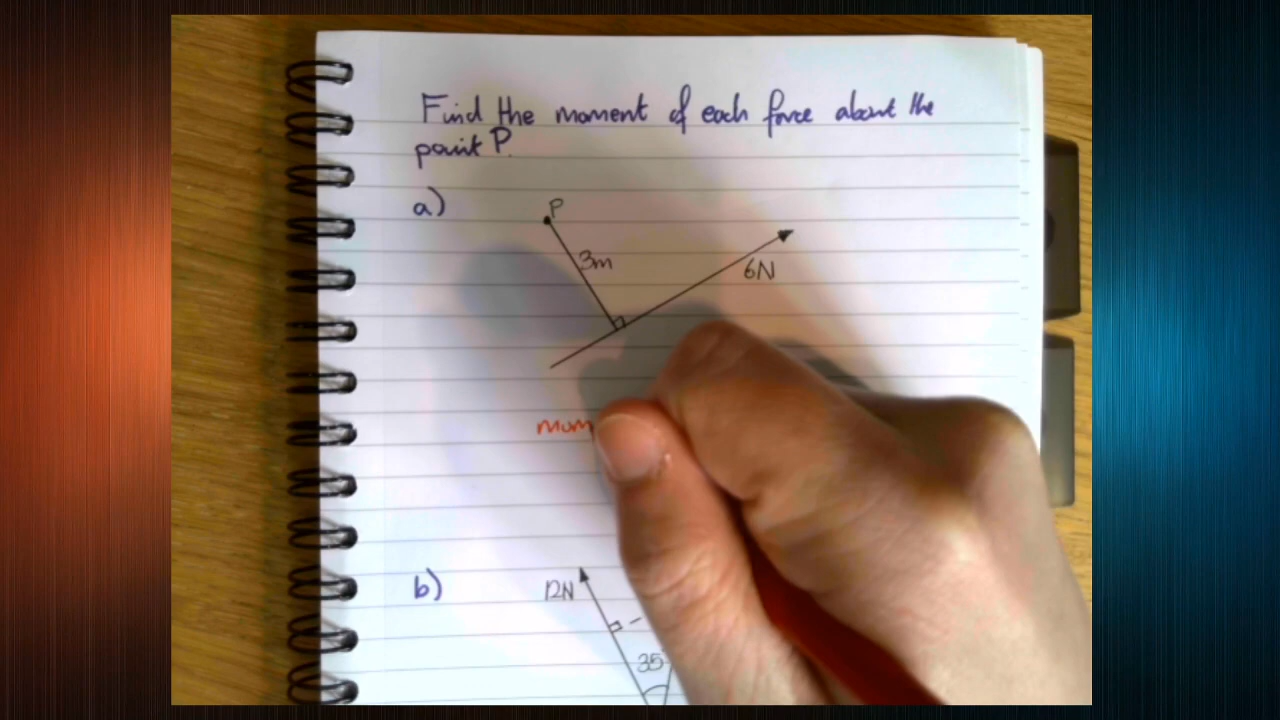 Find the moment of each force about the
point P.
a)
P
3m
6N
mom
b)
12N
35